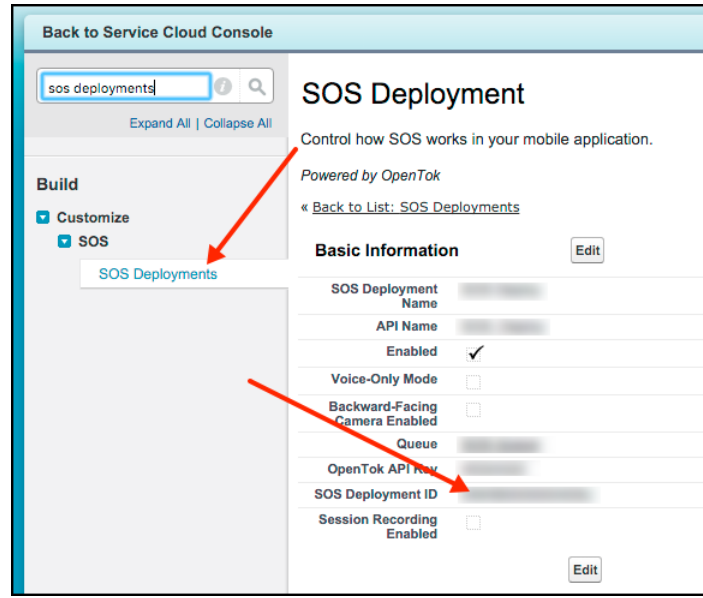 Back to Service Cloud Console
sos deployments
Expand All | Collapse All
Build
Customize
SOS
SOS Deployments
SOS Deployment
Control how SOS works in your mobile application.
Powered by OpenTok
« Back to List: SOS Deployments
Basic Information
Edit
SOS Deployment
Name
API Name
Enabled
Voice-Only Mode
Backward-Facing
Camera Enabled
Queue
OpenTok API Key
SOS Deployment ID
Session Recording
Enabled
Edit